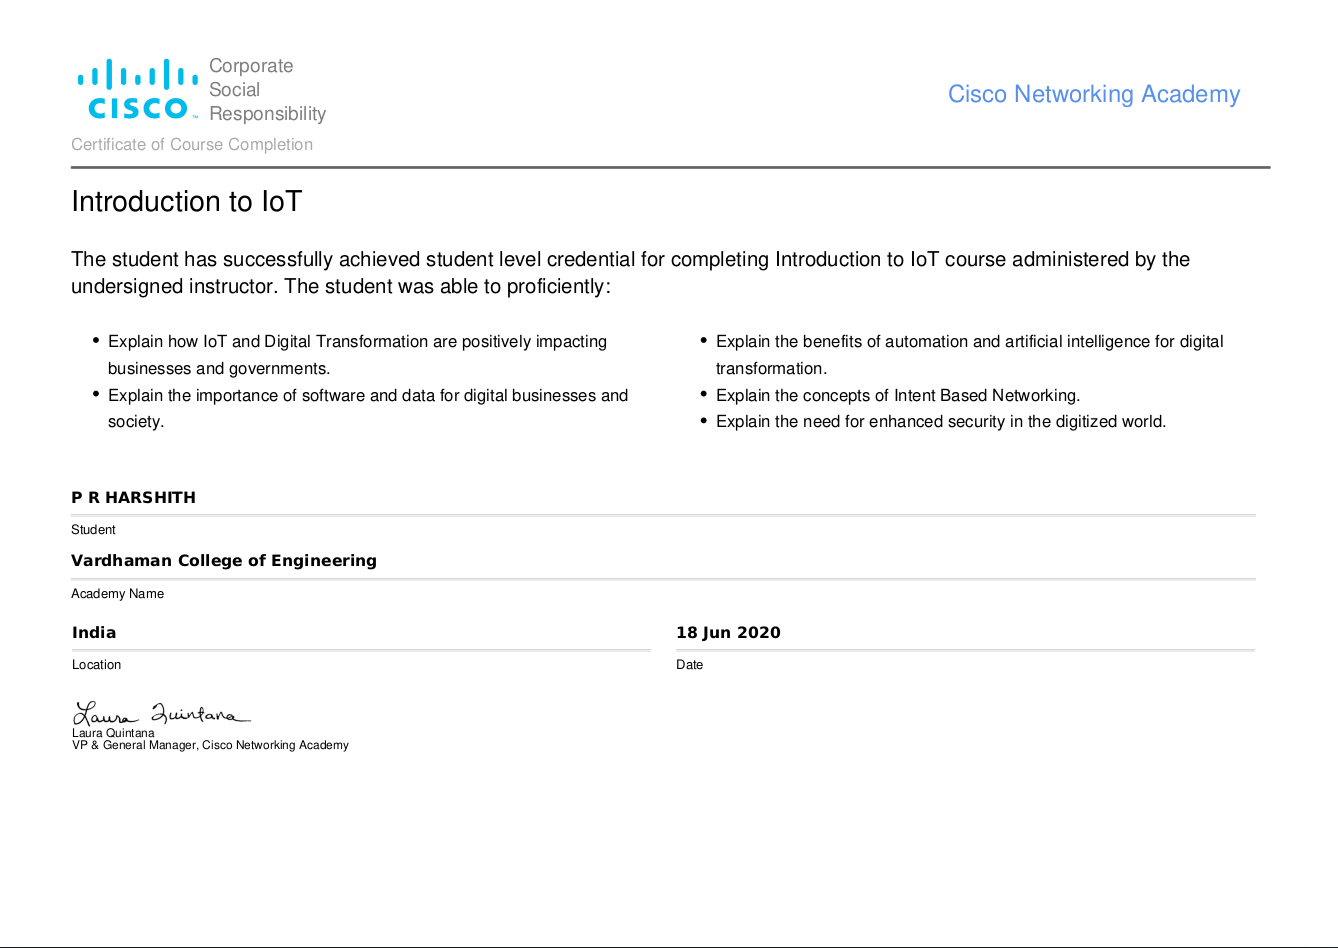 CISCO™
Corporate
Social
Responsibility
Cisco Networking Academy
Certificate of Course Completion
Introduction to IoT
The student has successfully achieved student level credential for completing Introduction to IoT course administered by the
undersigned instructor. The student was able to proficiently:
• Explain how IoT and Digital Transformation are positively impacting
businesses and governments.
• Explain the importance of software and data for digital businesses and
society.
• Explain the benefits of automation and artificial intelligence for digital
transformation.
• Explain the concepts of Intent Based Networking.
• Explain the need for enhanced security in the digitized world.
P R HARSHITH
Student
Vardhaman College of Engineering
Academy Name
India
Location
18 Jun 2020
Date
Laura Quintana
Laura Quintana
VP & General Manager, Cisco Networking Academy